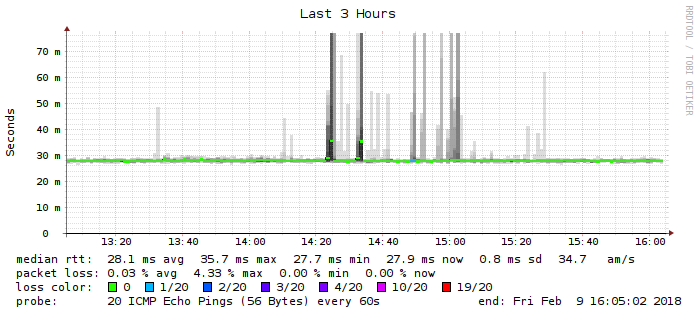 Last 3 Hours
RRDTOOL / TOBI OETIKER
Seconds
70 m
60 m
50 m
40 m
30 m
20 m
10 m
0
13:20 13:40 14:00 14:20 14:40 15:00 15:20 15:40 16:00
median rtt: 28.1 ms avg 35.7 ms max 27.7 ms min 27.9 ms now 0.8 ms sd 34.7 am/s
packet loss: 0.03 % avg 4.33 % max 0.00 % min 0.00 % now
loss color: 0 1/20 2/20 3/20 4/20 10/20 19/20
probe: 20 ICMP Echo Pings (56 Bytes) every 60s end: Fri Feb 9 16:05:02 2018